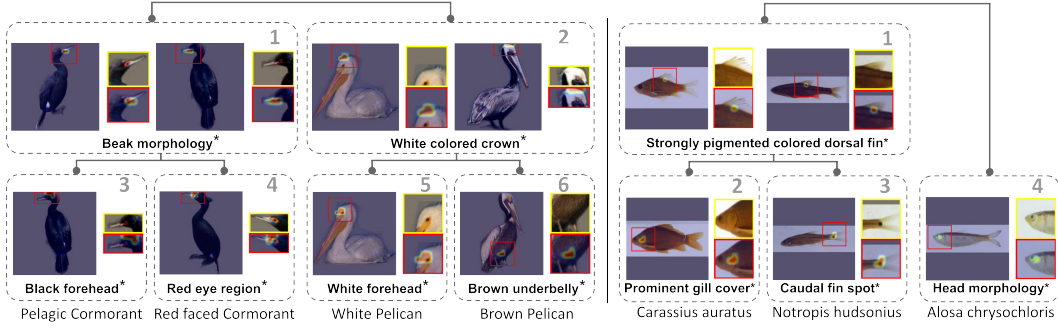 1
Beak morphology*
2
White colored crown*
3
Black forehead*
4
Red eye region*
5
White forehead*
6
Brown underbelly*
Pelagic Cormorant
Red faced Cormorant
White Pelican
Brown Pelican
1
Strongly pigmented colored dorsal fin*
2
Prominent gill cover*
3
Caudal fin spot*
4
Head morphology*
Carassius auratus
Notropis hudsonius
Alosa chrysochloris